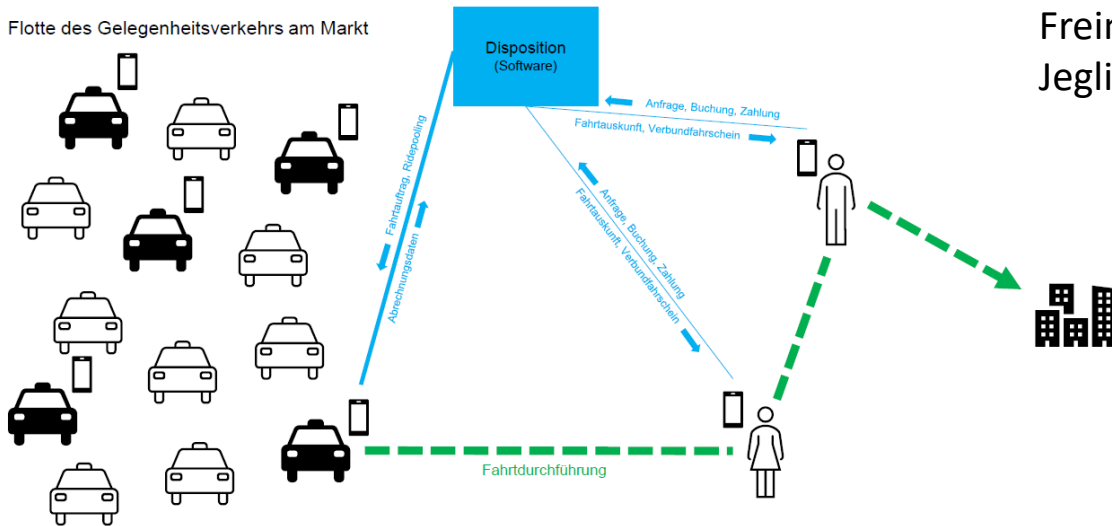 Flotte des Gelegenheitsverkehrs am Markt
Disposition
(Software)
Anfrage, Buchung, Zahlung
Fahrtauskunft, Verbundfahrschein
Fahrtauftrag, Ridepooling
Abrechnungsdaten
Anfrage, Buchung, Zahlung
Fahrtauskunft, Verbundfahrschein
Fahrtdurchführung